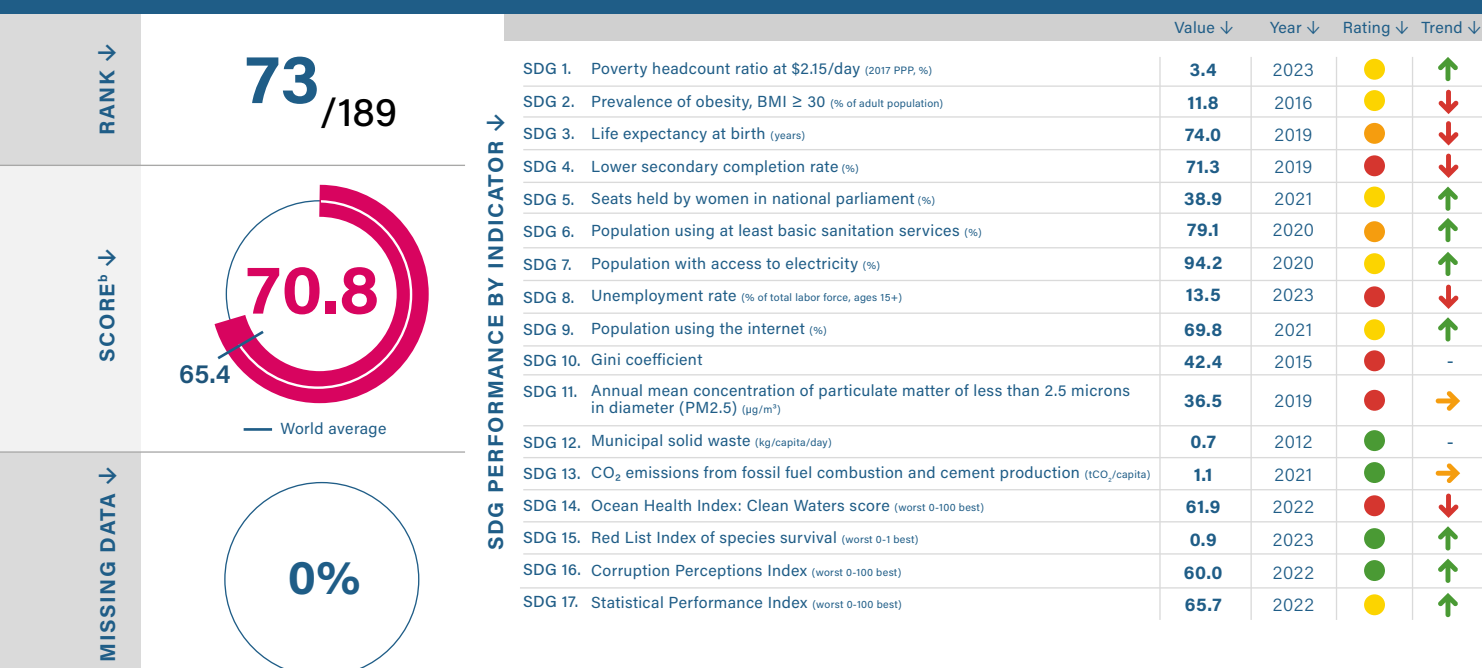 RANK →
73/189
SCOREᵇ →
70.8
65.4
World average
MISSING DATA →
0%
SDG PERFORMANCE BY INDICATOR →
Value ↓ Year ↓ Rating ↓ Trend ↓
SDG 1. Poverty headcount ratio at $2.15/day (2017 PPP, %) 3.4 2023
SDG 2. Prevalence of obesity, BMI ≥ 30 (% of adult population) 11.8 2016
SDG 3. Life expectancy at birth (years) 74.0 2019
SDG 4. Lower secondary completion rate (%) 71.3 2019
SDG 5. Seats held by women in national parliament (%) 38.9 2021
SDG 6. Population using at least basic sanitation services (%) 79.1 2020
SDG 7. Population with access to electricity (%) 94.2 2020
SDG 8. Unemployment rate (% of total labor force, ages 15+) 13.5 2023
SDG 9. Population using the internet (%) 69.8 2021
SDG 10. Gini coefficient 42.4 2015 -
SDG 11. Annual mean concentration of particulate matter of less than 2.5 microns
in diameter (PM2.5) (μg/m³) 36.5 2019
SDG 12. Municipal solid waste (kg/capita/day) 0.7 2012 -
SDG 13. CO₂ emissions from fossil fuel combustion and cement production (tCO₂/capita) 1.1 2021
SDG 14. Ocean Health Index: Clean Waters score (worst 0-100 best) 61.9 2022
SDG 15. Red List Index of species survival (worst 0-1 best) 0.9 2023
SDG 16. Corruption Perceptions Index (worst 0-100 best) 60.0 2022
SDG 17. Statistical Performance Index (worst 0-100 best) 65.7 2022